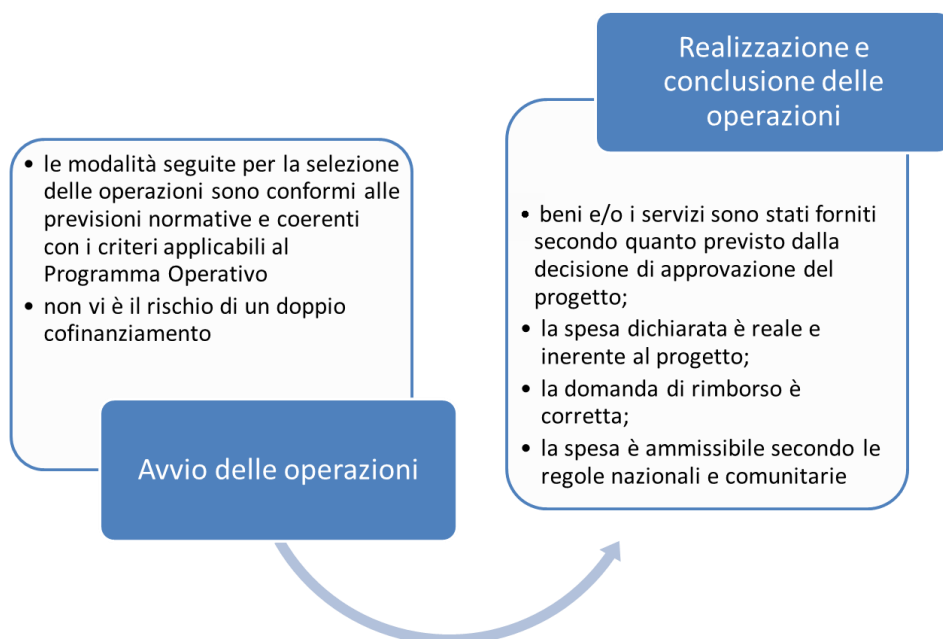 • le modalità seguite per la selezione
delle operazioni sono conformi alle
previsioni normative e coerenti
con i criteri applicabili al
Programma Operativo
• non vi è il rischio di un doppio
cofinanziamento
Avvio delle operazioni
Realizzazione e
conclusione delle
operazioni
• beni e/o i servizi sono stati forniti
secondo quanto previsto dalla
decisione di approvazione del
progetto;
• la spesa dichiarata è reale e
inerente al progetto;
• la domanda di rimborso è
corretta;
• la spesa è ammissibile secondo le
regole nazionali e comunitarie